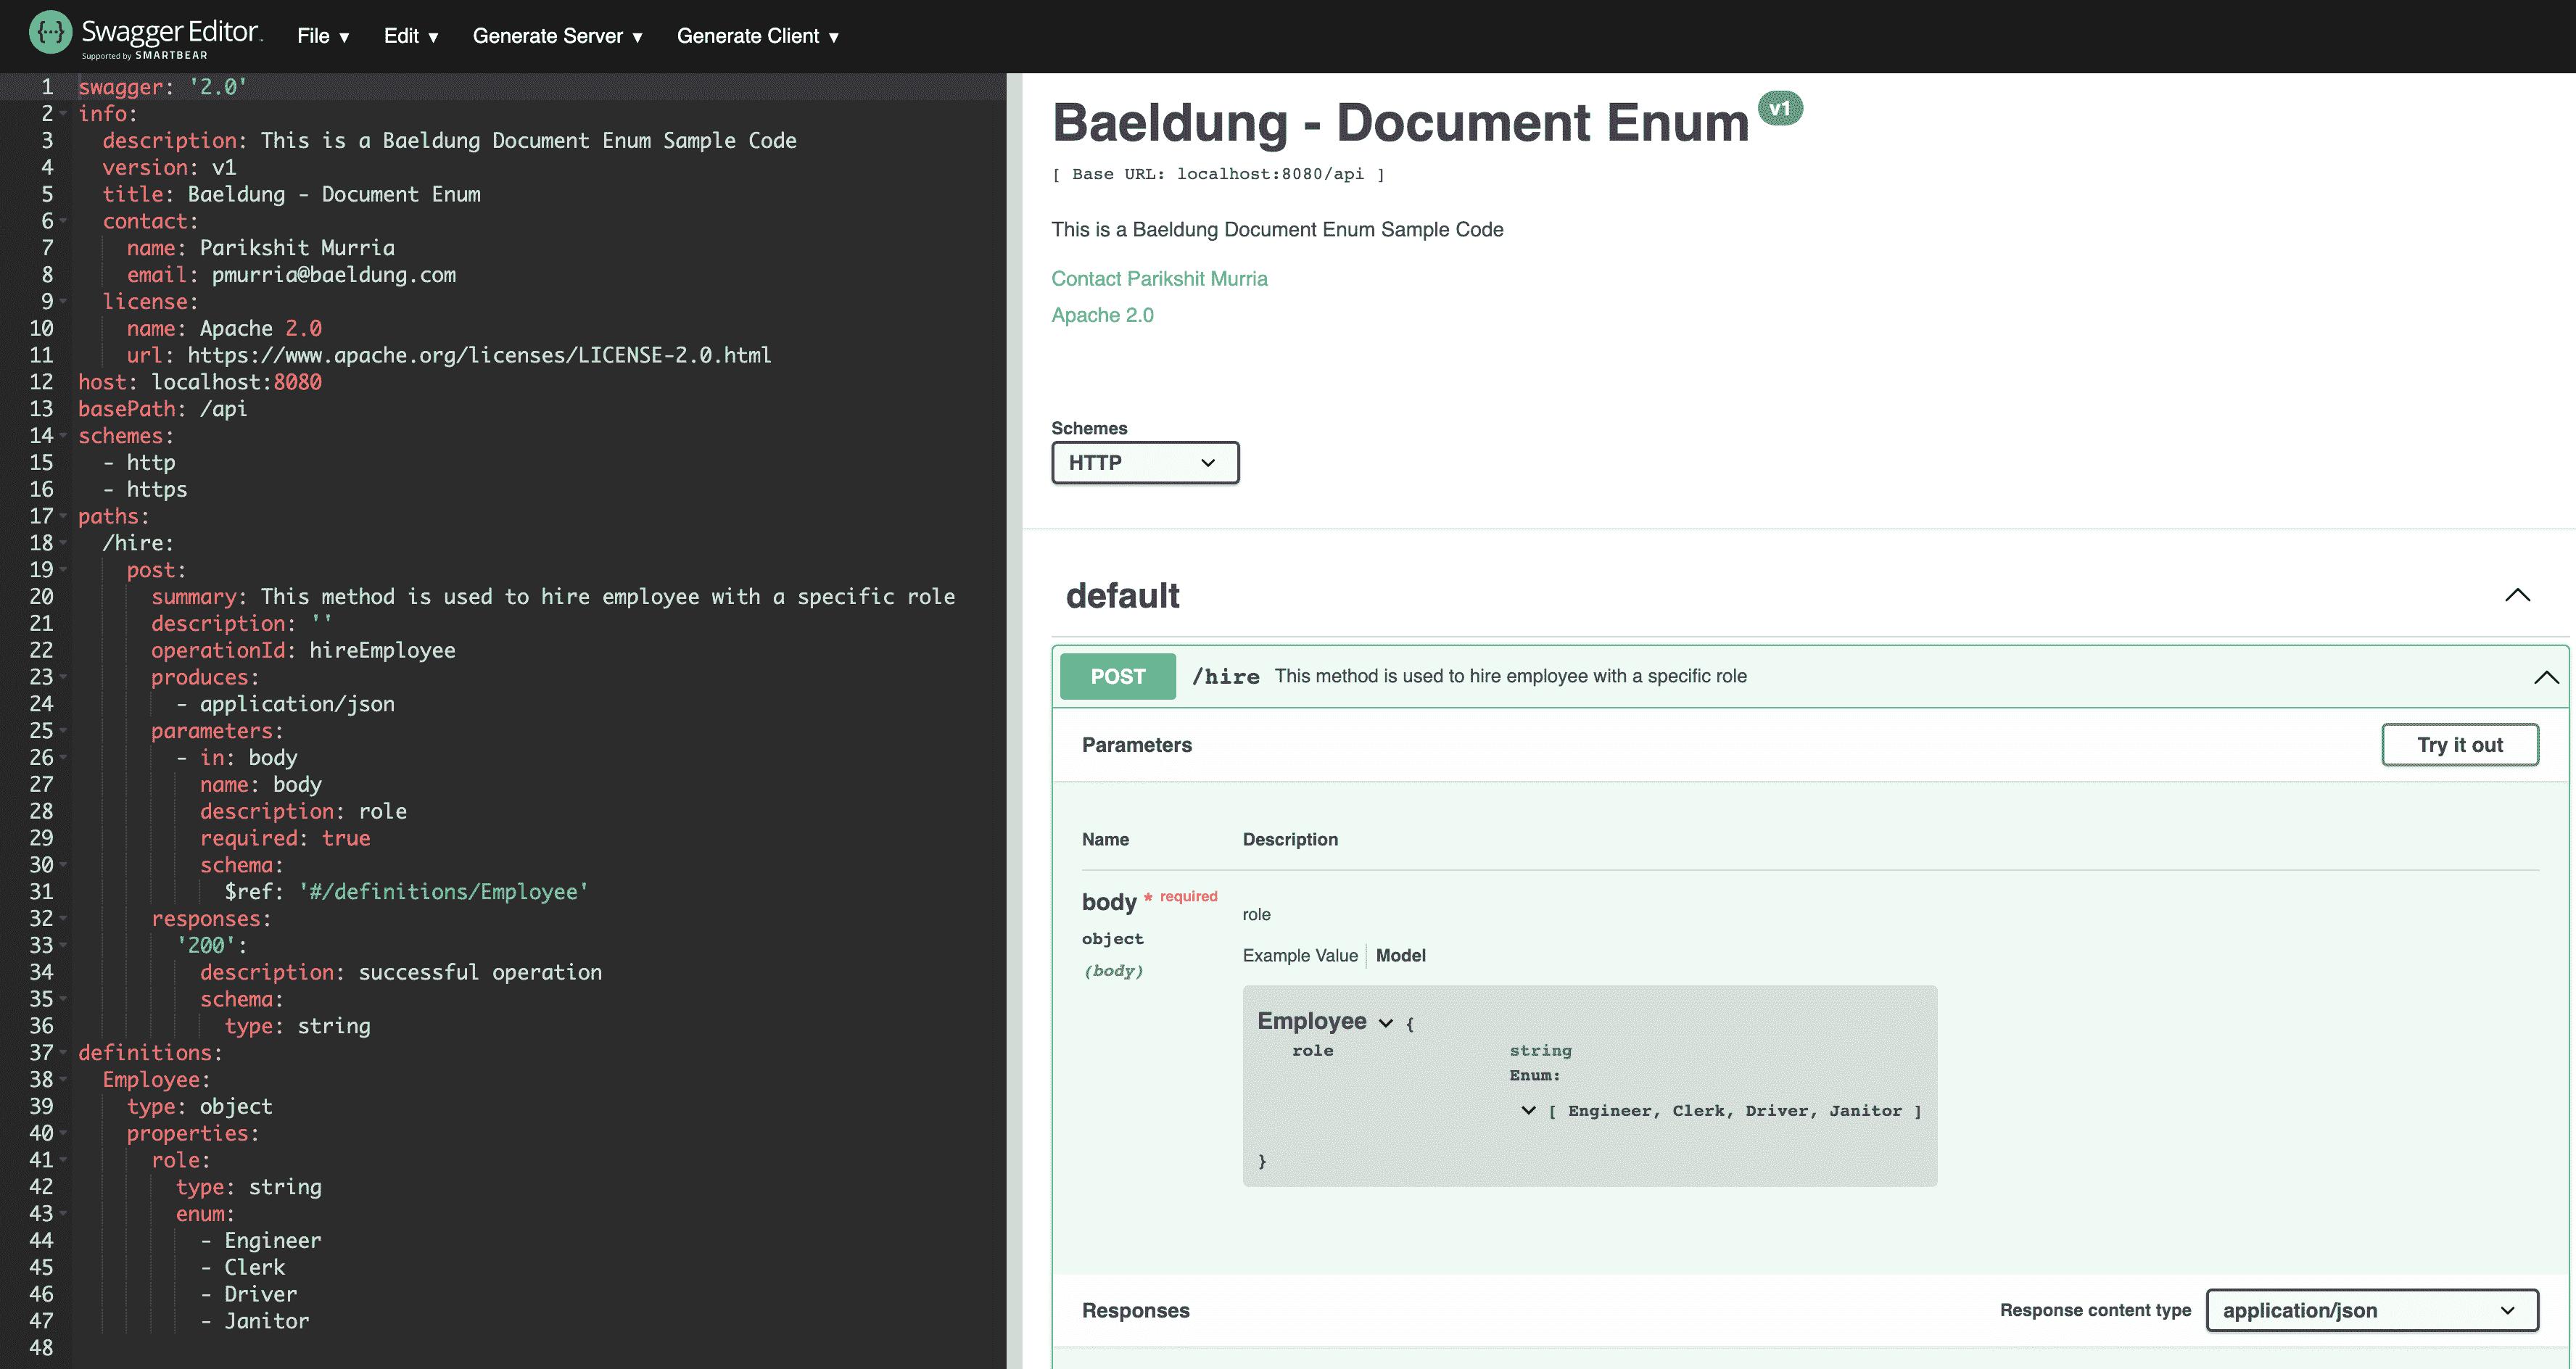 Swagger Editor
Supported by SMARTBEAR
File ▾ Edit ▾ Generate Server ▾ Generate Client ▾
1 swagger: '2.0'
2 info:
3   description: This is a Baeldung Document Enum Sample Code
4   version: v1
5   title: Baeldung - Document Enum
6   contact:
7     name: Parikshit Murria
8     email: pmurria@baeldung.com
9   license:
10     name: Apache 2.0
11     url: https://www.apache.org/licenses/LICENSE-2.0.html
12 host: localhost:8080
13 basePath: /api
14 schemes:
15   - http
16   - https
17 paths:
18   /hire:
19     post:
20       summary: This method is used to hire employee with a specific role
21       description: ''
22       operationId: hireEmployee
23       produces:
24         - application/json
25       parameters:
26         - in: body
27           name: body
28           description: role
29           required: true
30           schema:
31             $ref: '#/definitions/Employee'
32       responses:
33         '200':
34           description: successful operation
35           schema:
36             type: string
37 definitions:
38   Employee:
39     type: object
40     properties:
41       role:
42         type: string
43         enum:
44           - Engineer
45           - Clerk
46           - Driver
47           - Janitor
48
Baeldung - Document Enum v1
[ Base URL: localhost:8080/api ]
This is a Baeldung Document Enum Sample Code
Contact Parikshit Murria
Apache 2.0
Schemes
HTTP
default
POST /hire This method is used to hire employee with a specific role
Parameters Try it out
Name Description
body * required
object
(body)
role
Example Value Model
Employee {
role string
Enum:
[ Engineer, Clerk, Driver, Janitor ]
}
Responses Response content type application/json